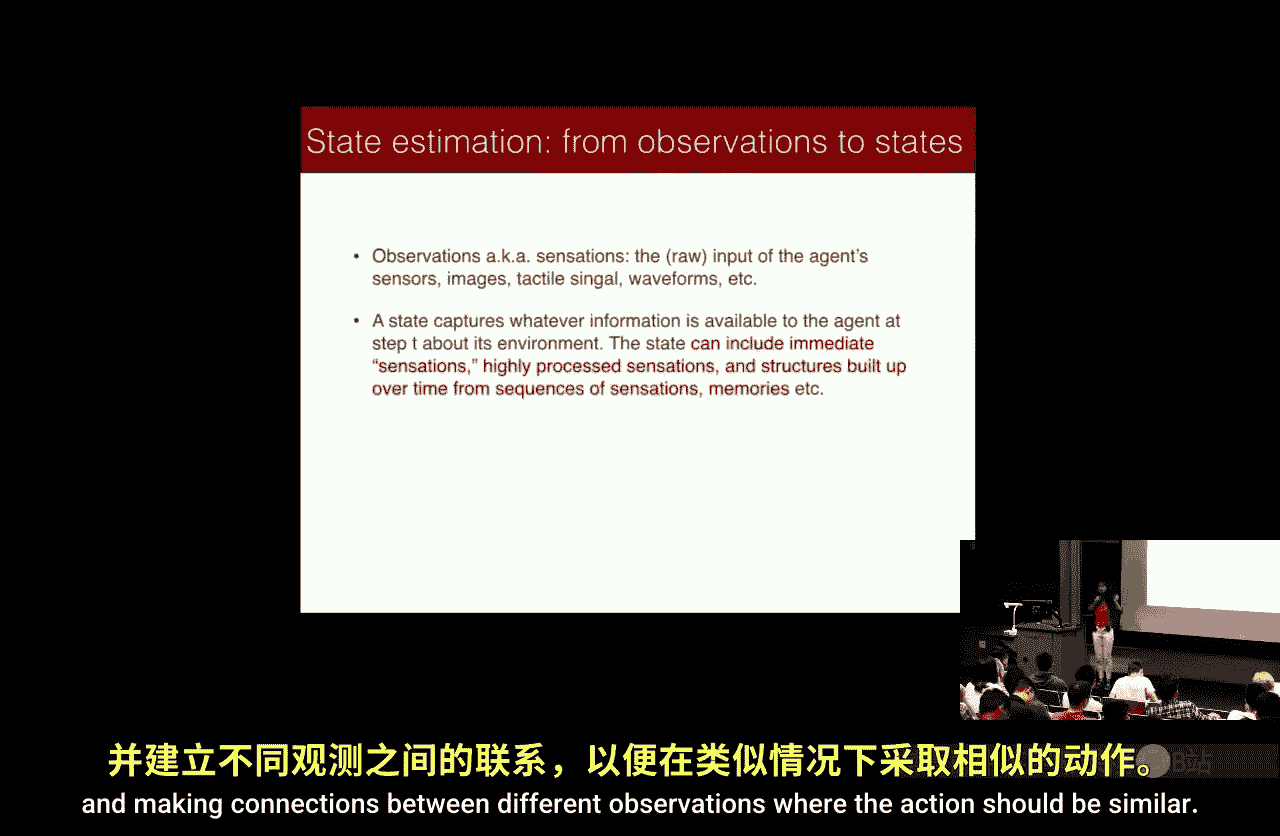 State estimation: from observations to states
• Observations a.k.a. sensations: the (raw) input of the agent's
sensors, images, tactile singal, waveforms, etc.
• A state captures whatever information is available to the agent at
step t about its environment. The state can include immediate
“sensations,” highly processed sensations, and structures built up
over time from sequences of sensations, memories etc.
并建立不同观测之间的联系，以便在类似情况下采取相似的动作。
B站
and making connections between different observations where the action should be similar.